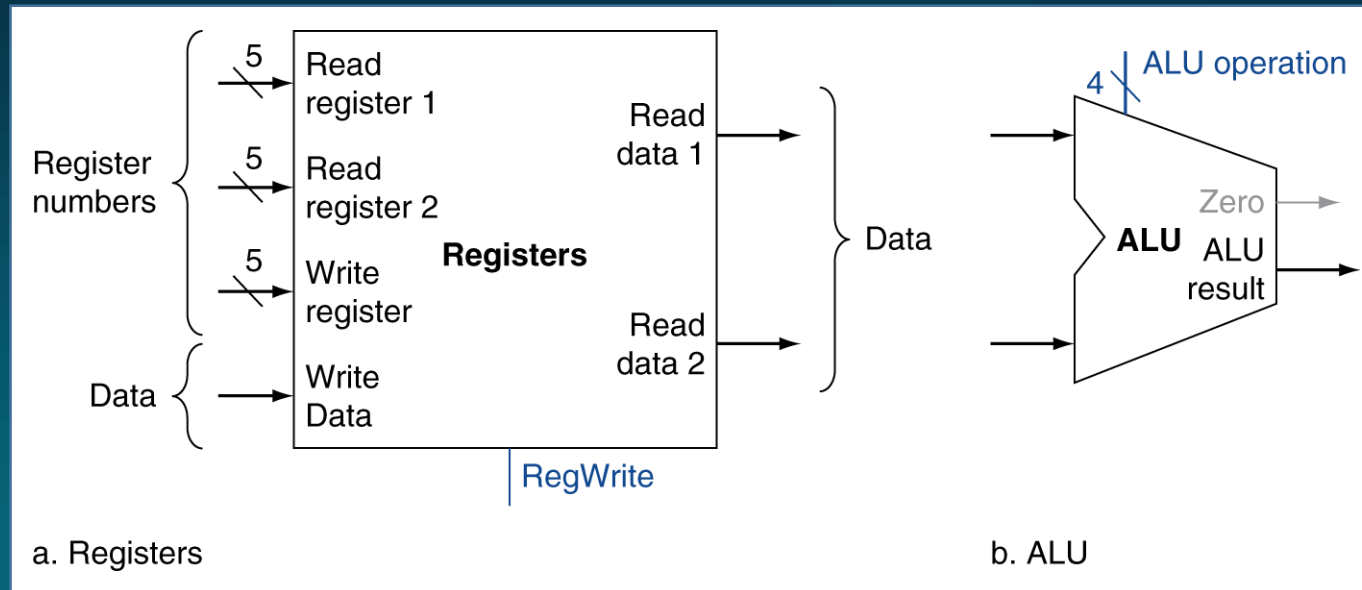 Register
numbers
Data
5
Read
register 1
5
Read
register 2
5
Write
register
Write
Data
Registers
Read
data 1
Read
data 2
Data
RegWrite
a. Registers
4
ALU operation
Zero
ALU
ALU
result
b. ALU